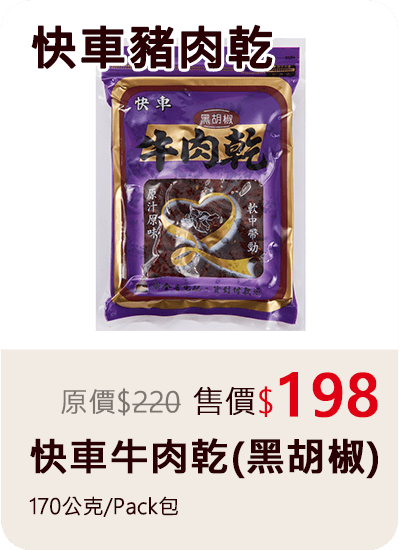 快車豬肉乾
快車
黑胡椒
牛肉乾
原汁原味
軟中帶勁
原價$220 售價$198
快車牛肉乾(黑胡椒)
170公克/Pack包